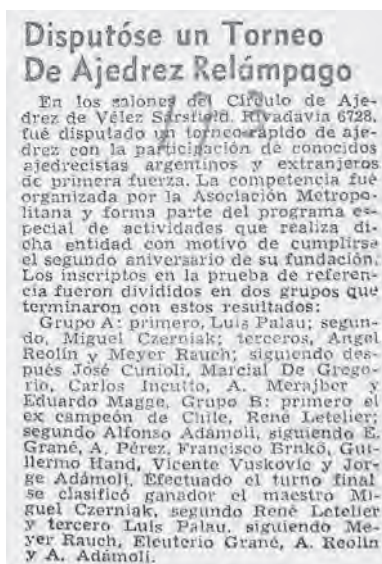 Disputóse un Torneo
De Ajedrez Relámpago
En los salones del Círculo de Aje-
drez de Vélez Sársfield, Rivadavia 6728,
fué disputado un torneo rápido de aje-
drez con la participación de conocidos
ajedrecistas argentinos y extranjeros
de primera fuerza. La competencia fué
organizada por la Asociación Metropo-
litana y forma parte del programa es-
pecial de actividades que realiza di-
cha entidad con motivo de cumplirse
el segundo aniversario de su fundación.
Los inscriptos en la prueba de referen-
cia fueron divididos en dos grupos que
terminaron con estos resultados:
Grupo A: primero, Luis Palau; segun-
do, Miguel Czerniak; terceros, Angel
Reolín y Meyer Rauch; siguiendo des-
pués José Cunioli, Marcial De Grego-
rio, Carlos Incutto, A. Merajber y
Eduardo Magge. Grupo B: primero el
ex campeón de Chile, René Letelier;
segundo Alfonso Adámoli, siguiendo E.
Grané, A. Pérez, Francisco Brnkó, Gui-
llermo Hand, Vicente Vuskovic y Jor-
ge Adámoli. Efectuado el turno final
se clasificó ganador el maestro Mi-
guel Czerniak, segundo René Letelier
y tercero Luis Palau, siguiendo Me-
yer Rauch, Eleuterio Grané, A. Reolín
y A. Adámoli.